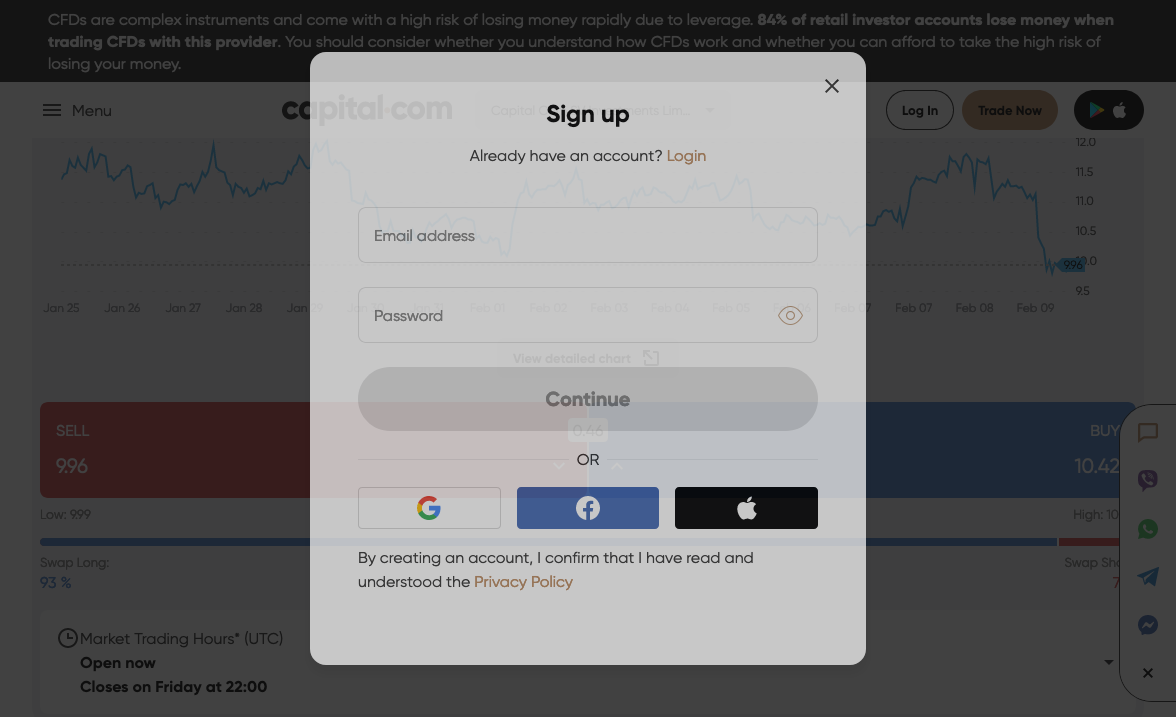 CFDs are complex instruments and come with a high risk of losing money rapidly due to leverage. 84% of retail investor accounts lose money when
trading CFDs with this provider. You should consider whether you understand how CFDs work and whether you can afford to take the high risk of
losing your money.
Menu
capital.com
Log In
Trade Now
Sign up
Already have an account? Login
Email address
Password
Continue
OR
By creating an account, I confirm that I have read and
understood the Privacy Policy
12.0
11.5
11.0
10.5
10.0
9.96
9.5
Jan 25 Jan 26 Jan 27 Jan 28 Jan 29 Jan 31 Feb 01 Feb 02 Feb 03 Feb 04 Feb 05 Feb 07 Feb 07 Feb 08 Feb 09
View detailed chart
SELL
9.96
0.46
BUY
10.42
Low: 9.99
High: 10
Swap Long:
93 %
Swap Sho
7
Market Trading Hours* (UTC)
Open now
Closes on Friday at 22:00